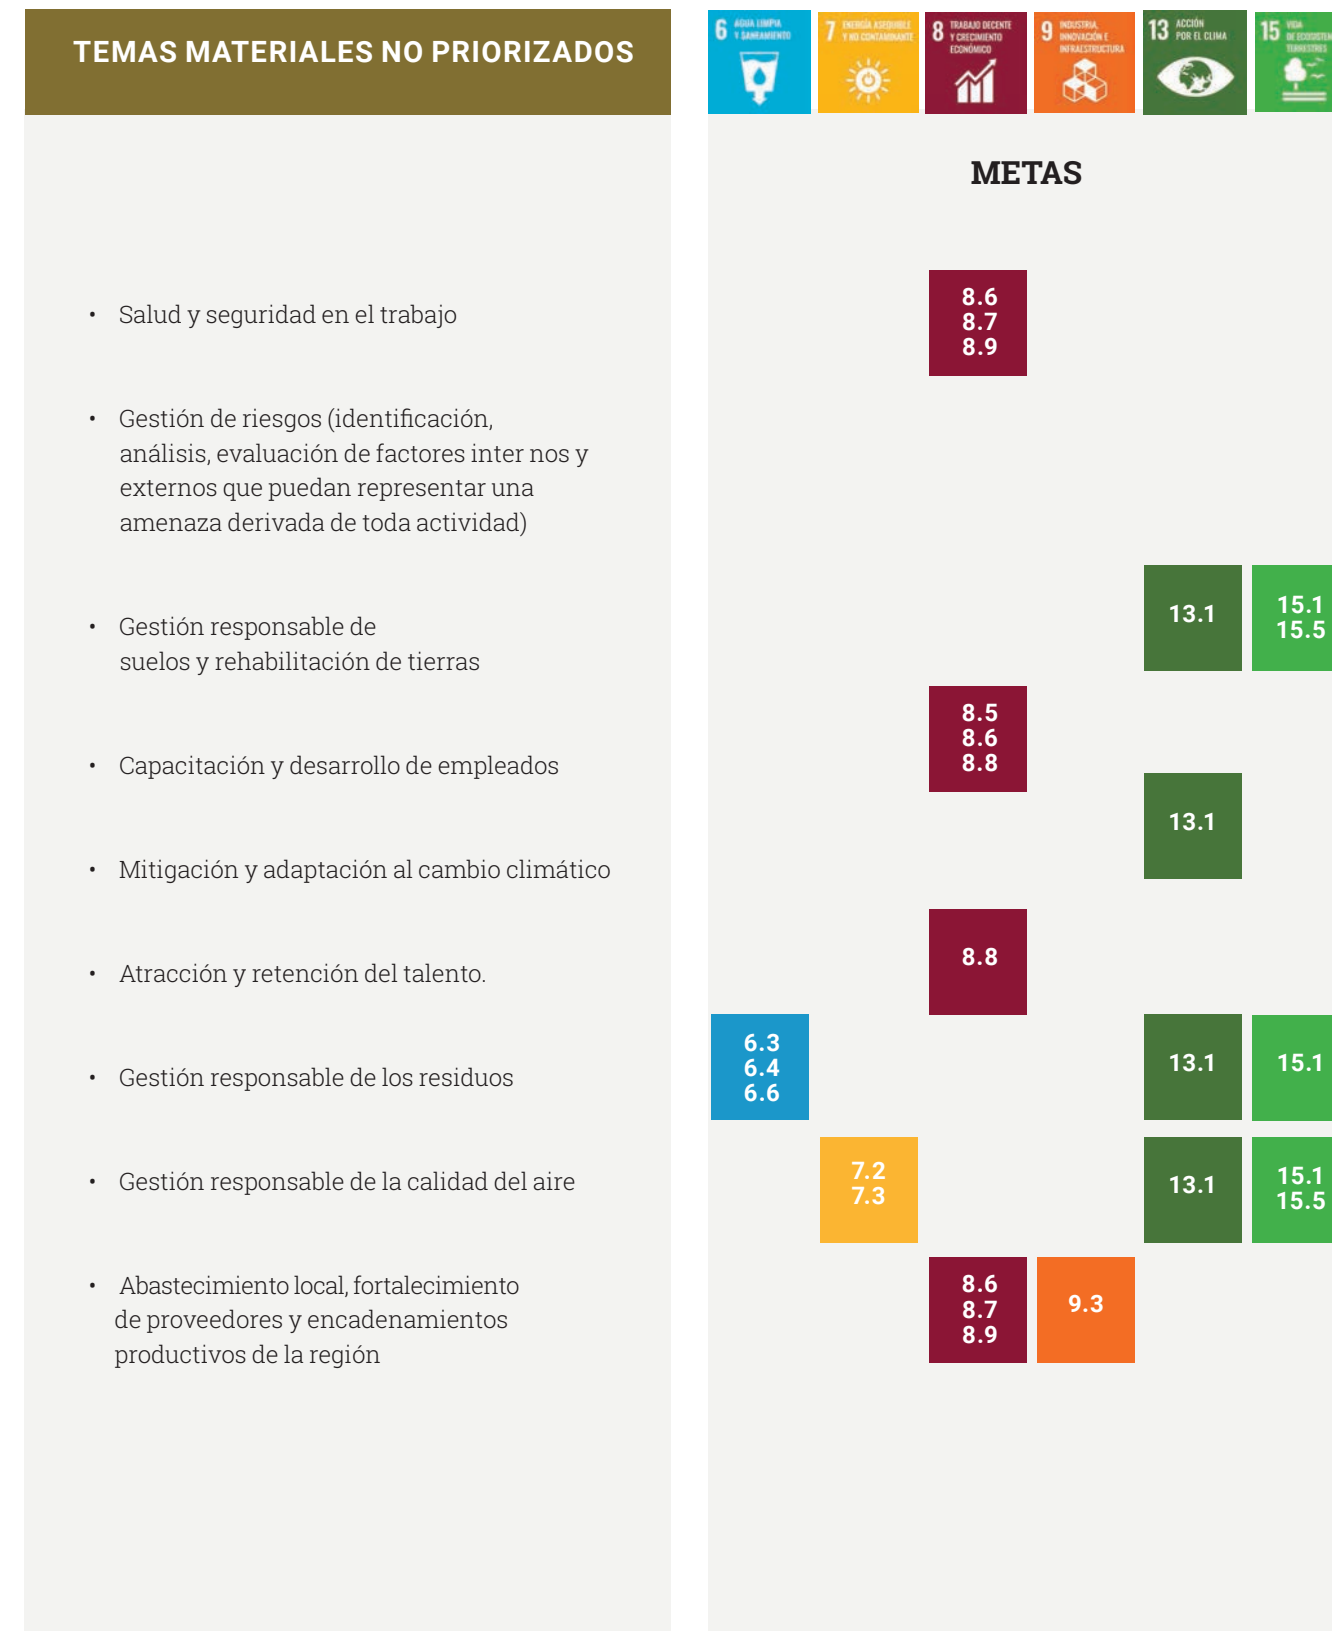 TEMAS MATERIALES NO PRIORIZADOS
6 AGUA LIMPIA
Y SANEAMIENTO
7 ENERGÍA ASEQUIBLE
Y NO CONTAMINANTE
8 TRABAJO DECENTE
Y CRECIMIENTO
ECONÓMICO
9 INDUSTRIA,
INNOVACIÓN E
INFRAESTRUCTURA
13 ACCIÓN
POR EL CLIMA
15 VIDA
DE ECOSISTEM
TERRESTRES
METAS
• Salud y seguridad en el trabajo
8.6
8.7
8.9
• Gestión de riesgos (identificación,
análisis, evaluación de factores inter nos y
externos que puedan representar una
amenaza derivada de toda actividad)
• Gestión responsable de
suelos y rehabilitación de tierras
13.1
15.1
15.5
• Capacitación y desarrollo de empleados
8.5
8.6
8.8
• Mitigación y adaptación al cambio climático
13.1
• Atracción y retención del talento.
8.8
• Gestión responsable de los residuos
6.3
6.4
6.6
13.1
15.1
• Gestión responsable de la calidad del aire
7.2
7.3
13.1
15.1
15.5
• Abastecimiento local, fortalecimiento
de proveedores y encadenamientos
productivos de la región
8.6
8.7
8.9
9.3